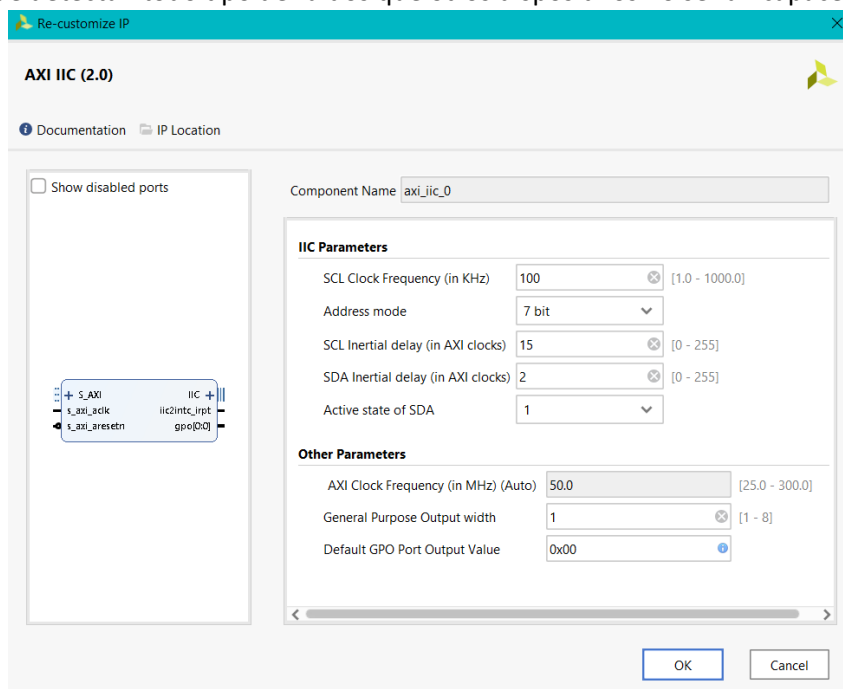 Re-customize IP
AXI IIC (2.0)
Documentation IP Location
Show disabled ports
Component Name axi_iic_0
IIC Parameters
SCL Clock Frequency (in KHz) 100 [1.0 - 1000.0]
Address mode 7 bit
SCL Inertial delay (in AXI clocks) 15 [0 - 255]
SDA Inertial delay (in AXI clocks) 2 [0 - 255]
Active state of SDA 1
S_AXI IIC
s_axi_aclk iic2intc_irpt
s_axi_aresetn gpo[0:0]
Other Parameters
AXI Clock Frequency (in MHz) (Auto) 50.0 [25.0 - 300.0]
General Purpose Output width 1 [1 - 8]
Default GPO Port Output Value 0x00
OK Cancel